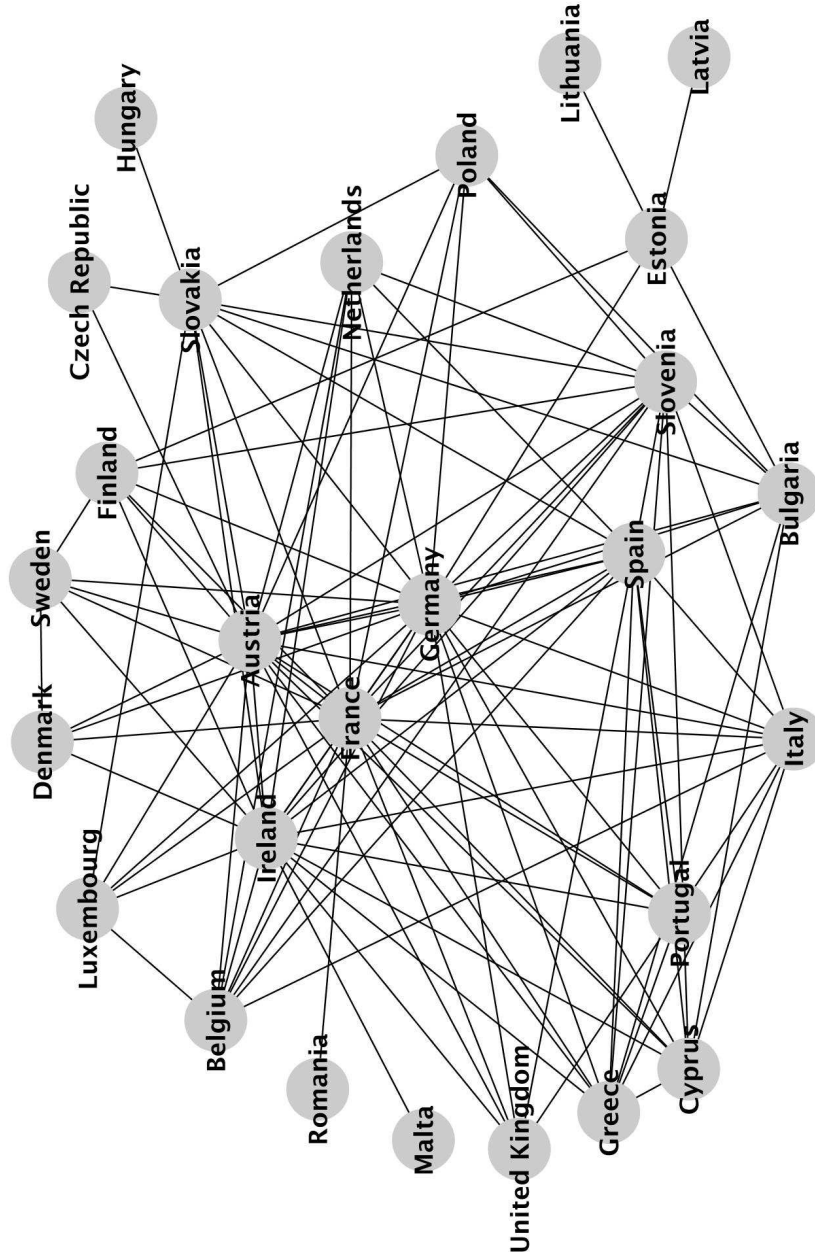 Lithuania
Latvia
Hungary
Poland
Estonia
Czech Republic
Slovakia
Netherlands
Slovenia
Finland
Bulgaria
Sweden
Spain
Austria
Germany
Denmark
France
Italy
Ireland
Luxembourg
Portugal
Belgium
Cyprus
Romania
Greece
Malta
United Kingdom